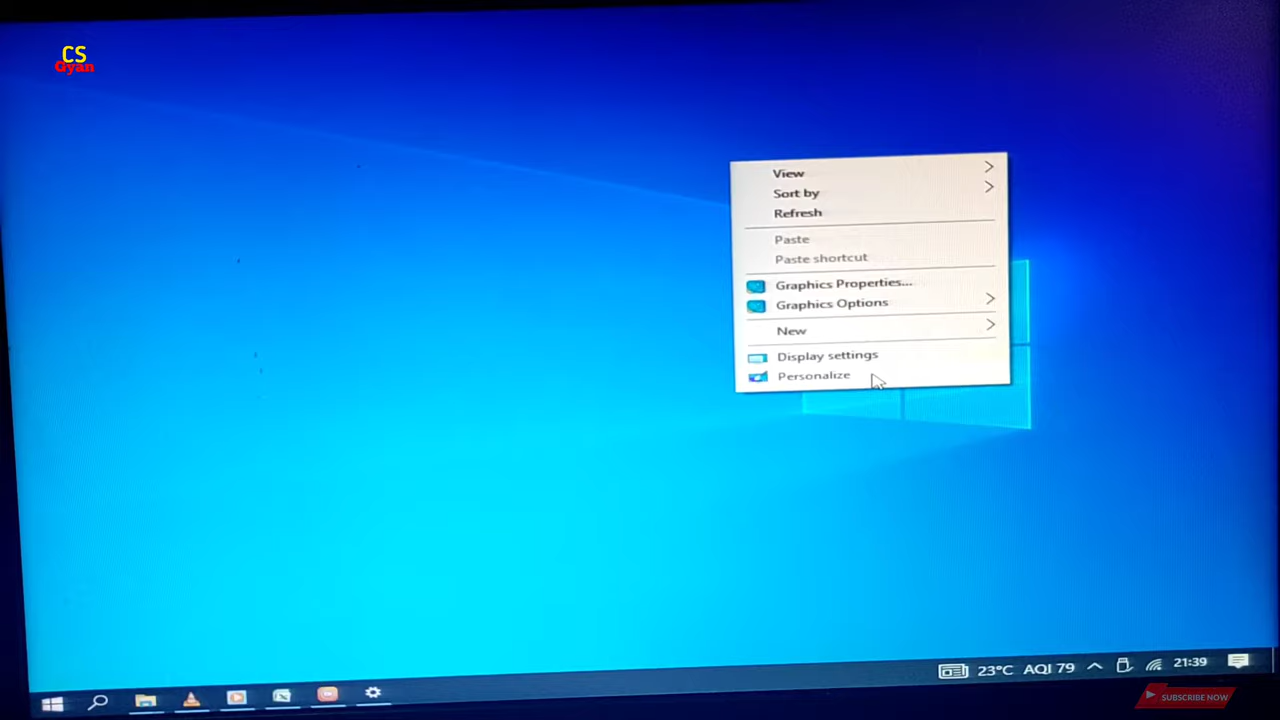 CS
Gyan
View
Sort by
Refresh
Paste
Paste shortcut
Graphics Properties...
Graphics Options
New
Display settings
Personalize
23°C AQI 79
21:39
SUBSCRIBE NOW